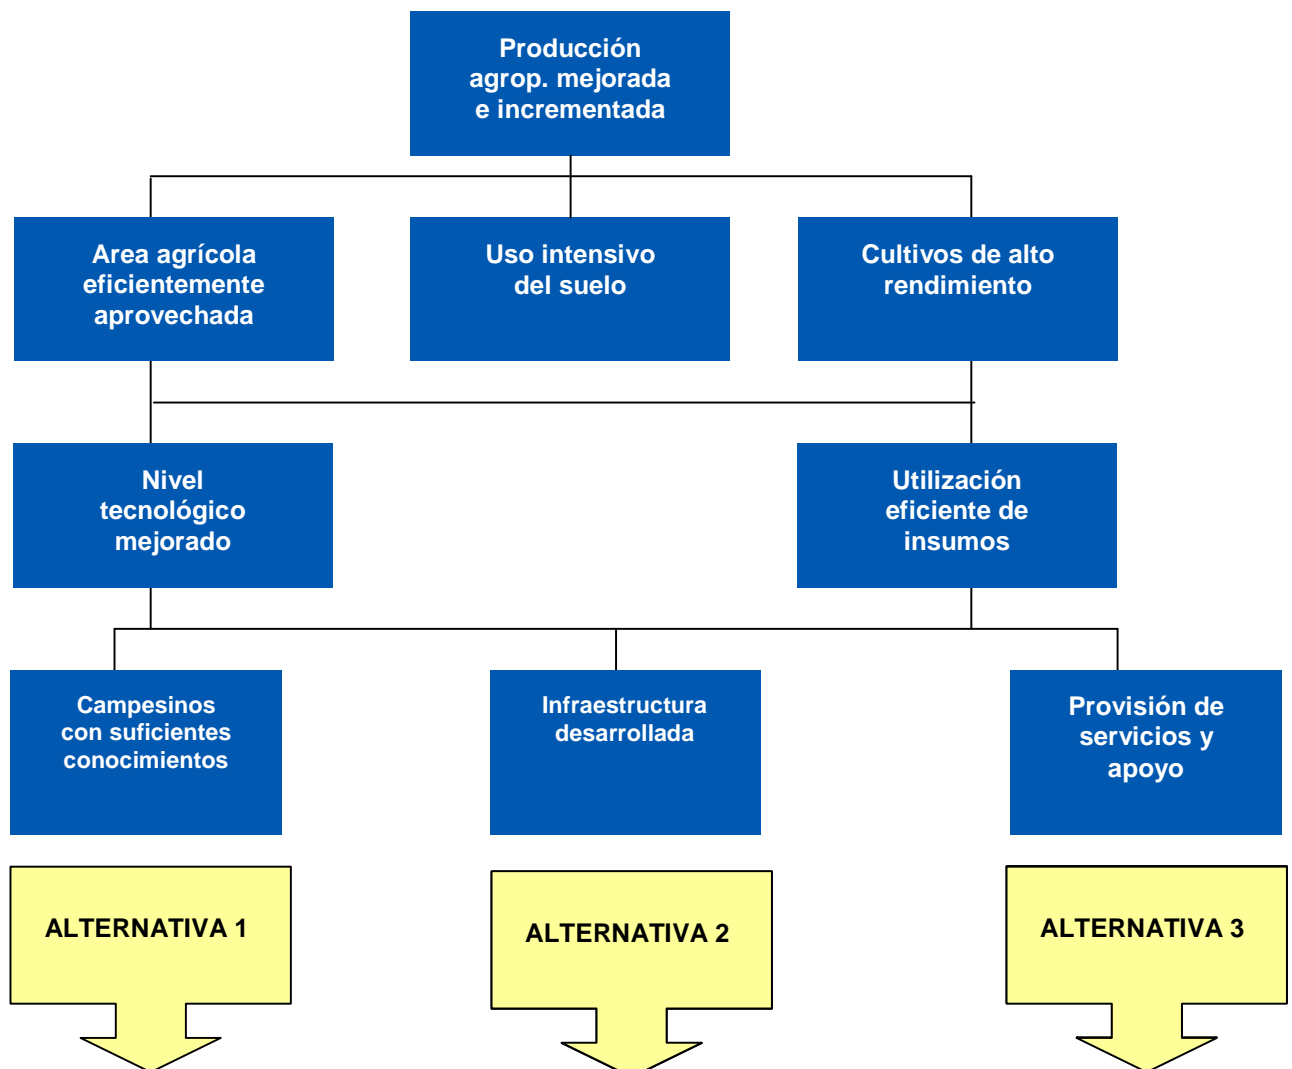 Producción
agrop. mejorada
e incrementada
Area agrícola
eficientemente
aprovechada
Uso intensivo
del suelo
Cultivos de alto
rendimiento
Nivel
tecnológico
mejorado
Utilización
eficiente de
insumos
Campesinos
con suficientes
conocimientos
Infraestructura
desarrollada
Provisión de
servicios y
apoyo
ALTERNATIVA 1
ALTERNATIVA 2
ALTERNATIVA 3